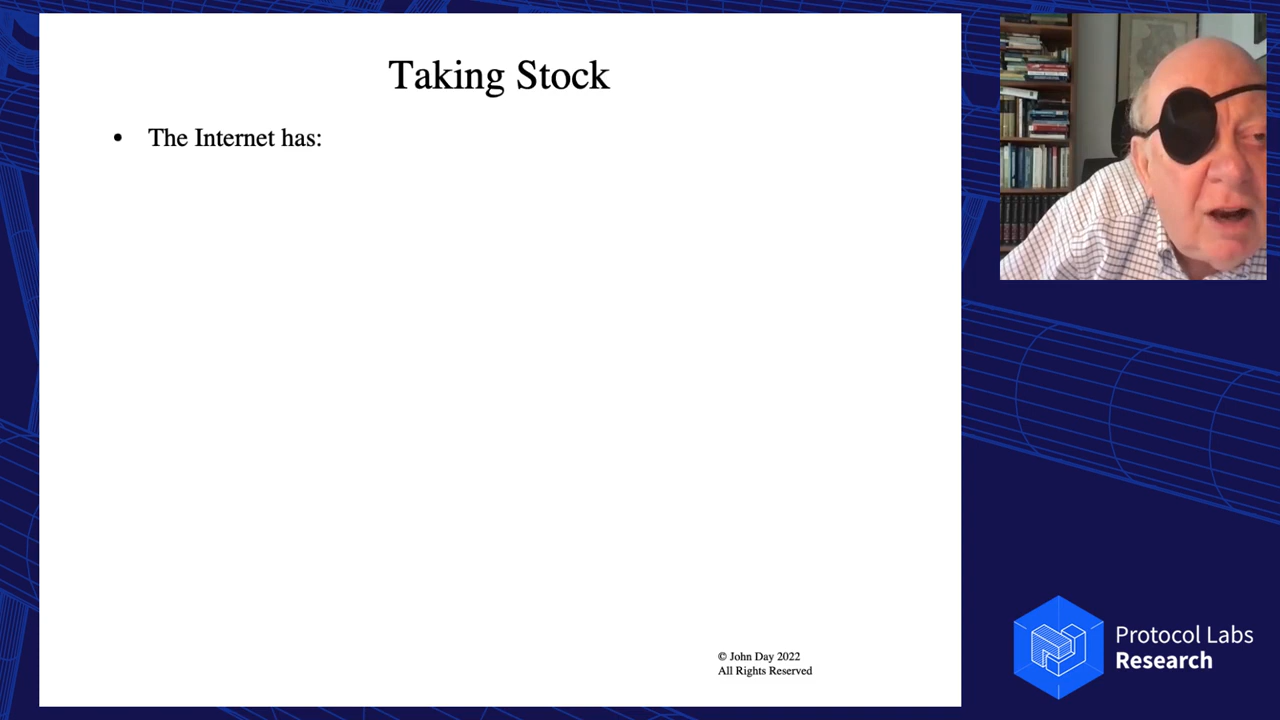 Taking Stock
• The Internet has:
© John Day 2022
All Rights Reserved
Protocol Labs
Research